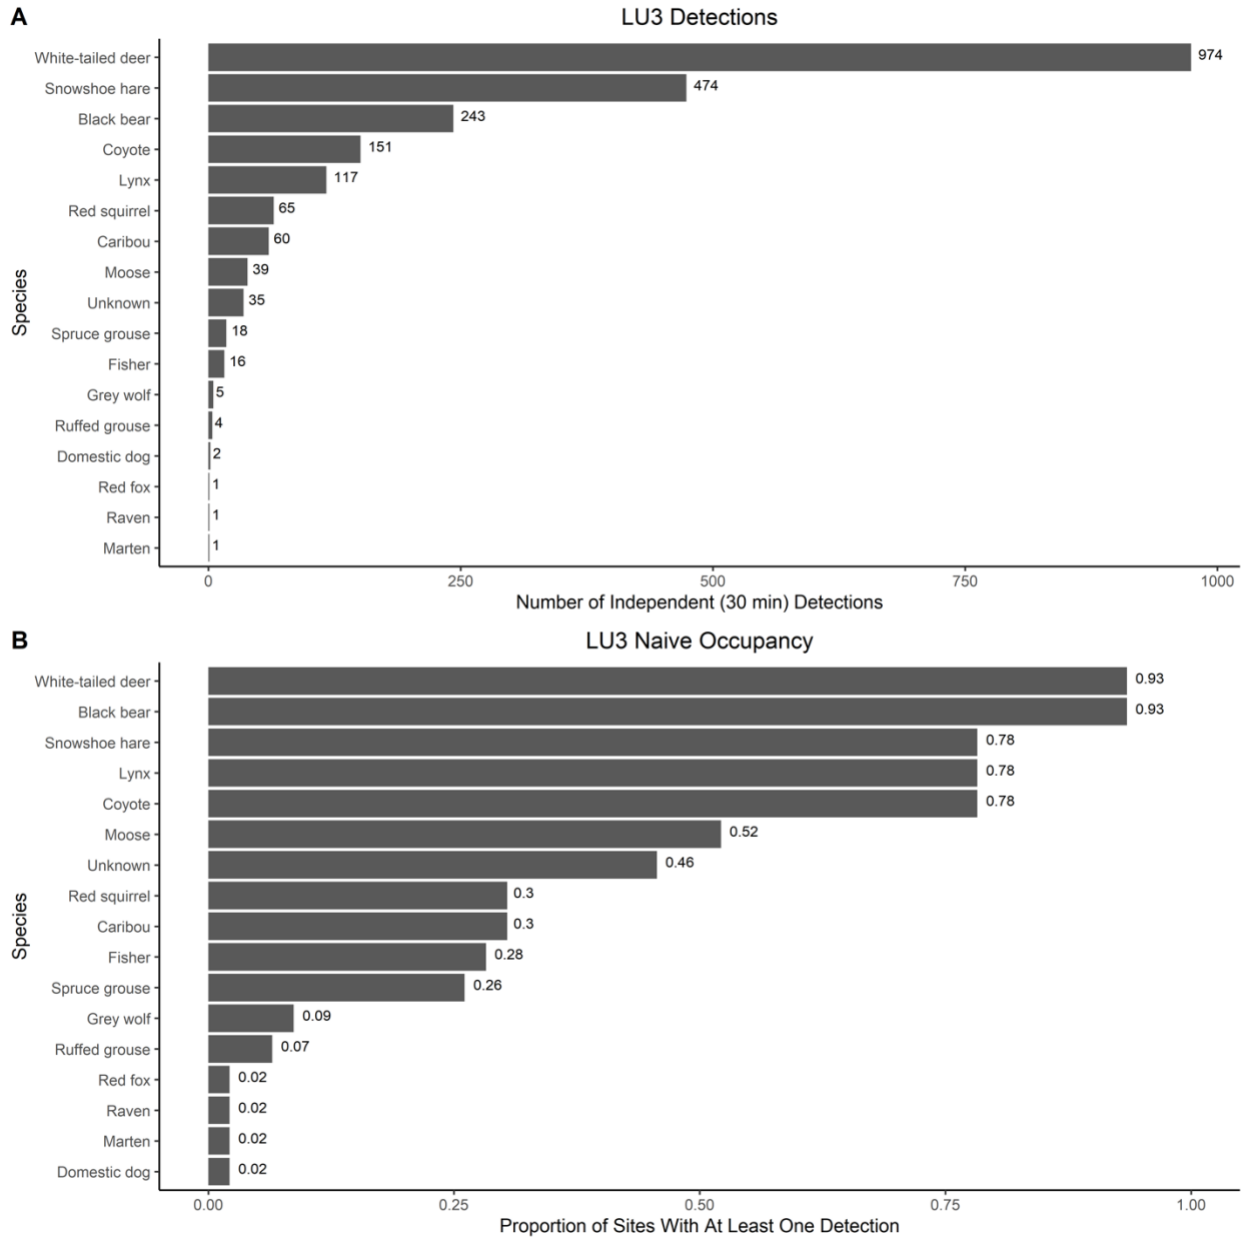 A
LU3 Detections
White-tailed deer 974
Snowshoe hare 474
Black bear 243
Coyote 151
Lynx 117
Red squirrel 65
Caribou 60
Moose 39
Unknown 35
Spruce grouse 18
Fisher 16
Grey wolf 5
Ruffed grouse 4
Domestic dog 2
Red fox 1
Raven 1
Marten 1
Species
0 250 500 750 1000
Number of Independent (30 min) Detections
B
LU3 Naive Occupancy
White-tailed deer 0.93
Black bear 0.93
Snowshoe hare 0.78
Lynx 0.78
Coyote 0.78
Moose 0.52
Unknown 0.46
Red squirrel 0.3
Caribou 0.3
Fisher 0.28
Spruce grouse 0.26
Grey wolf 0.09
Ruffed grouse 0.07
Red fox 0.02
Raven 0.02
Marten 0.02
Domestic dog 0.02
Species
0.00 0.25 0.50 0.75 1.00
Proportion of Sites With At Least One Detection